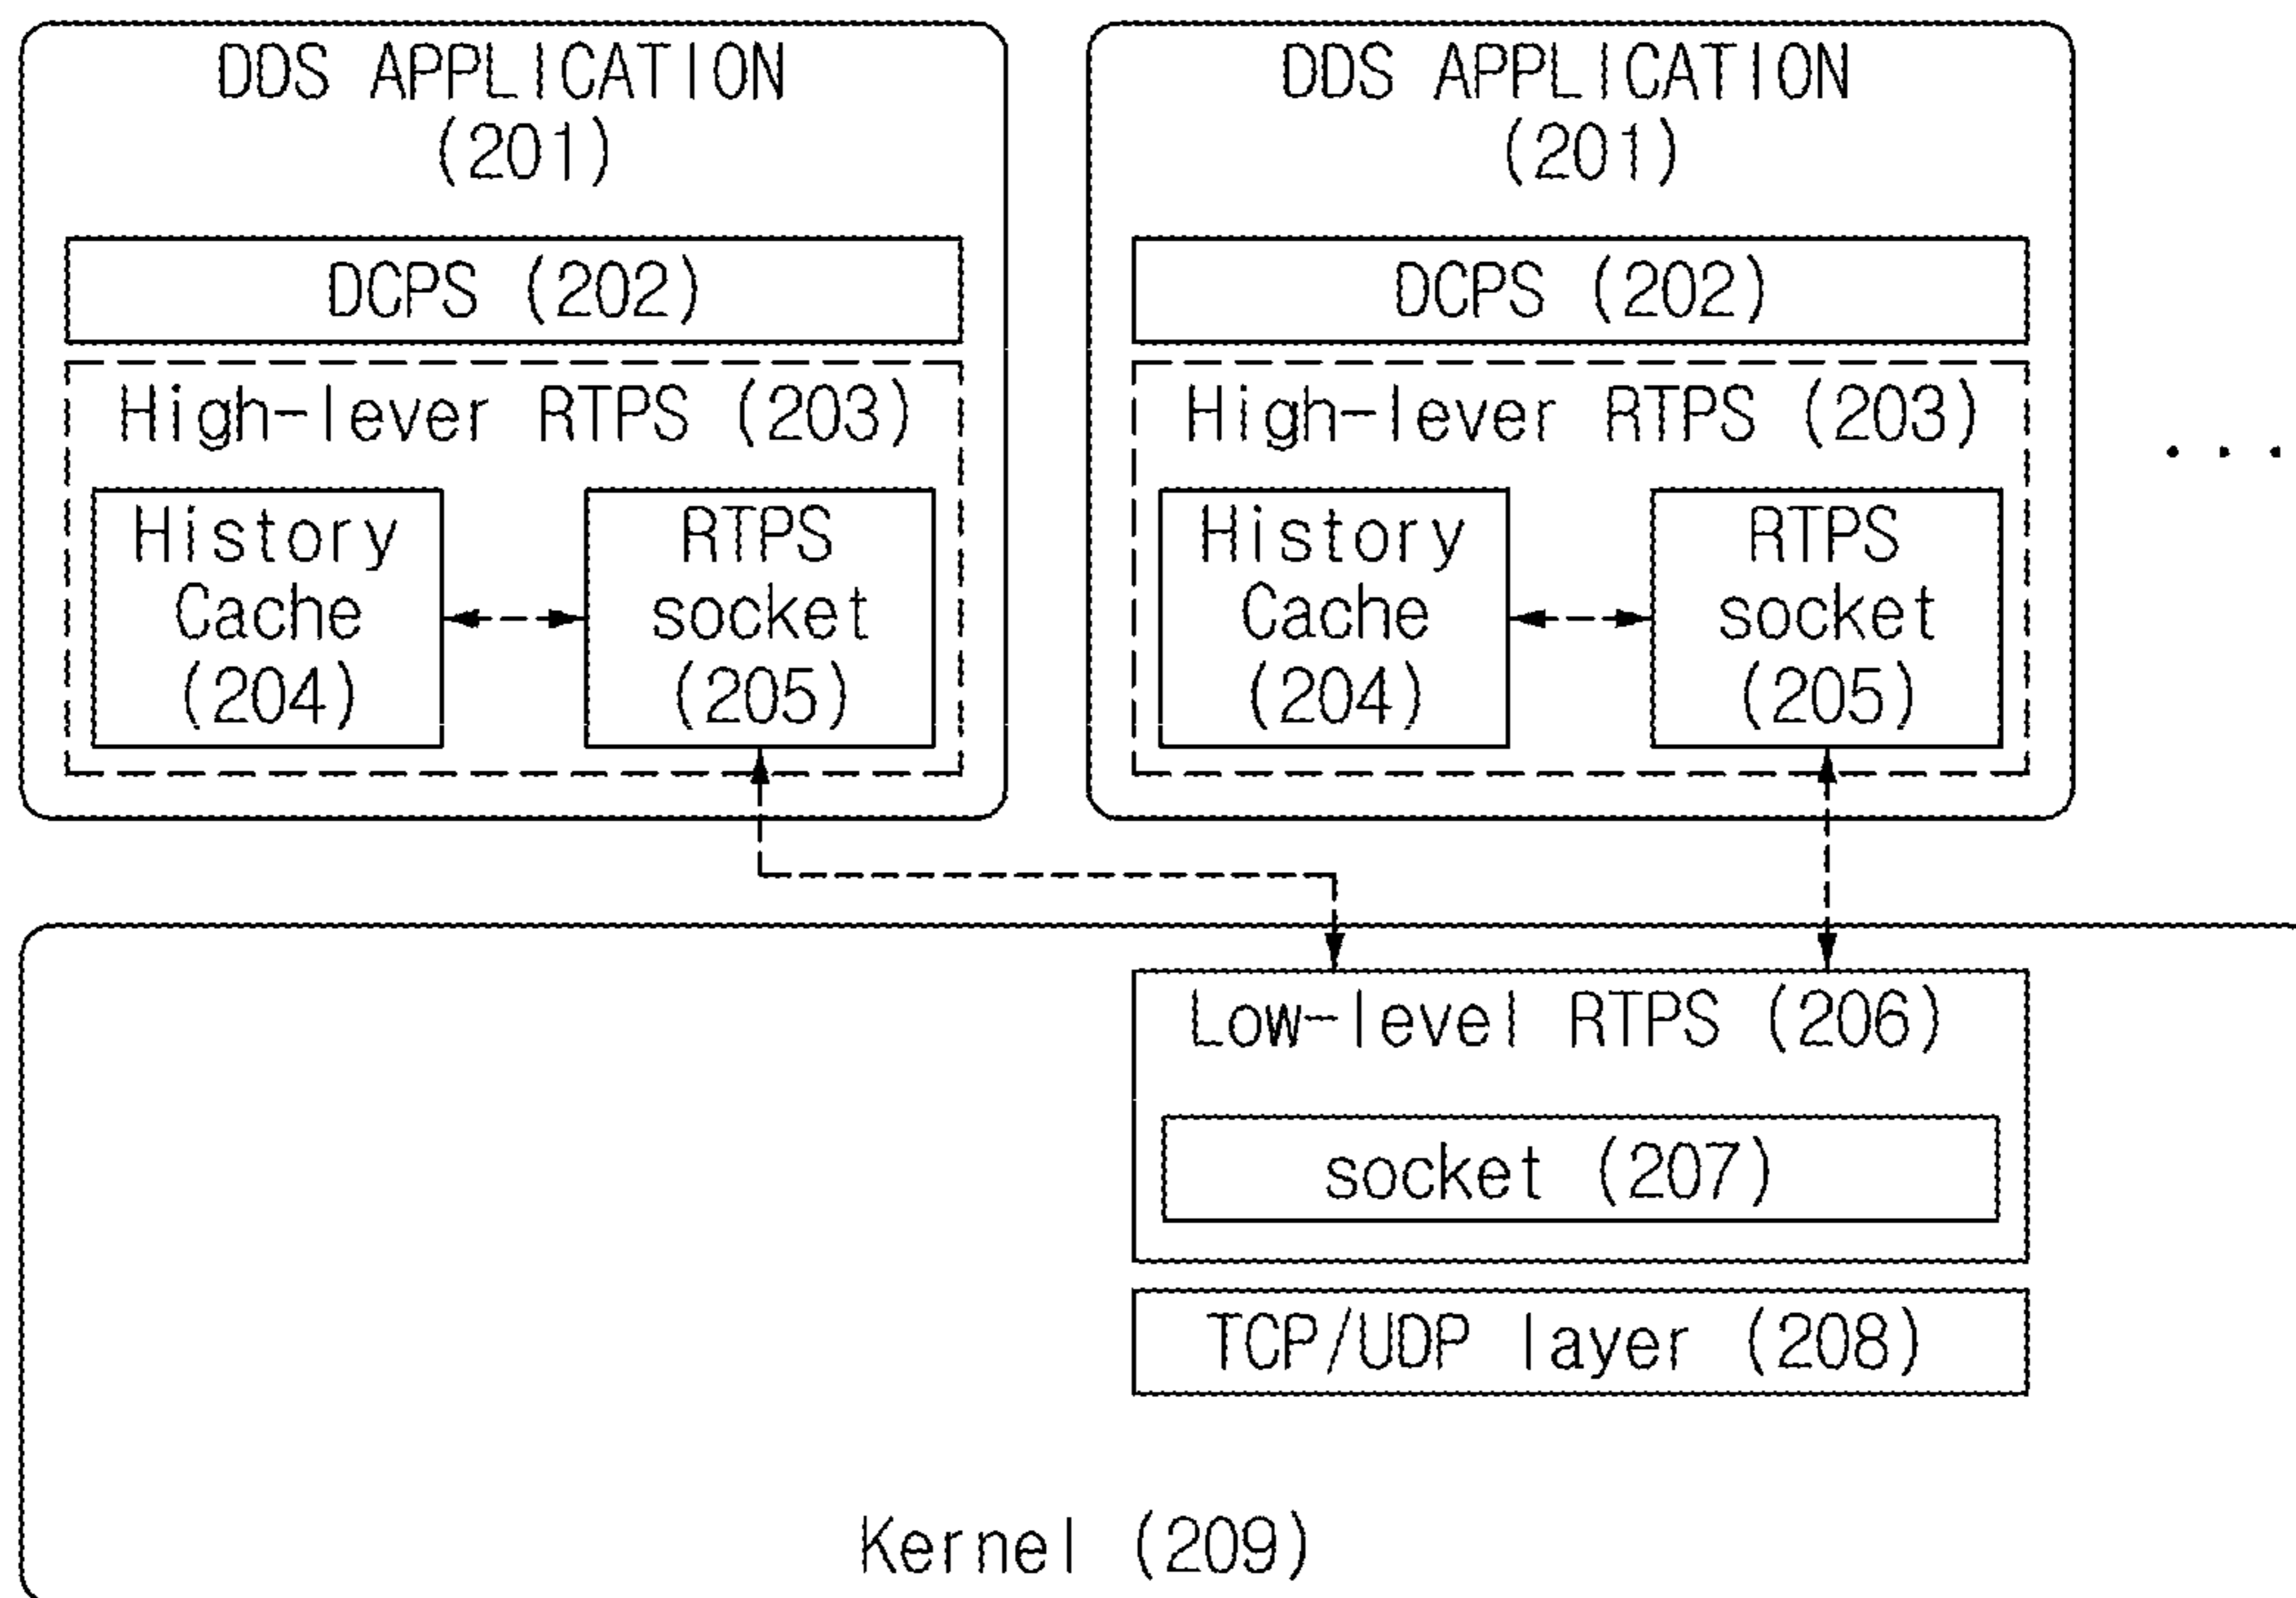 DDS APPLICATION
(201)
DCPS (202)
High-lever RTPS (203)
History
Cache
(204)
RTPS
socket
(205)
DDS APPLICATION
(201)
DCPS (202)
High-lever RTPS (203)
History
Cache
(204)
RTPS
socket
(205)
...
Low-level RTPS (206)
socket (207)
TCP/UDP layer (208)
Kernel (209)